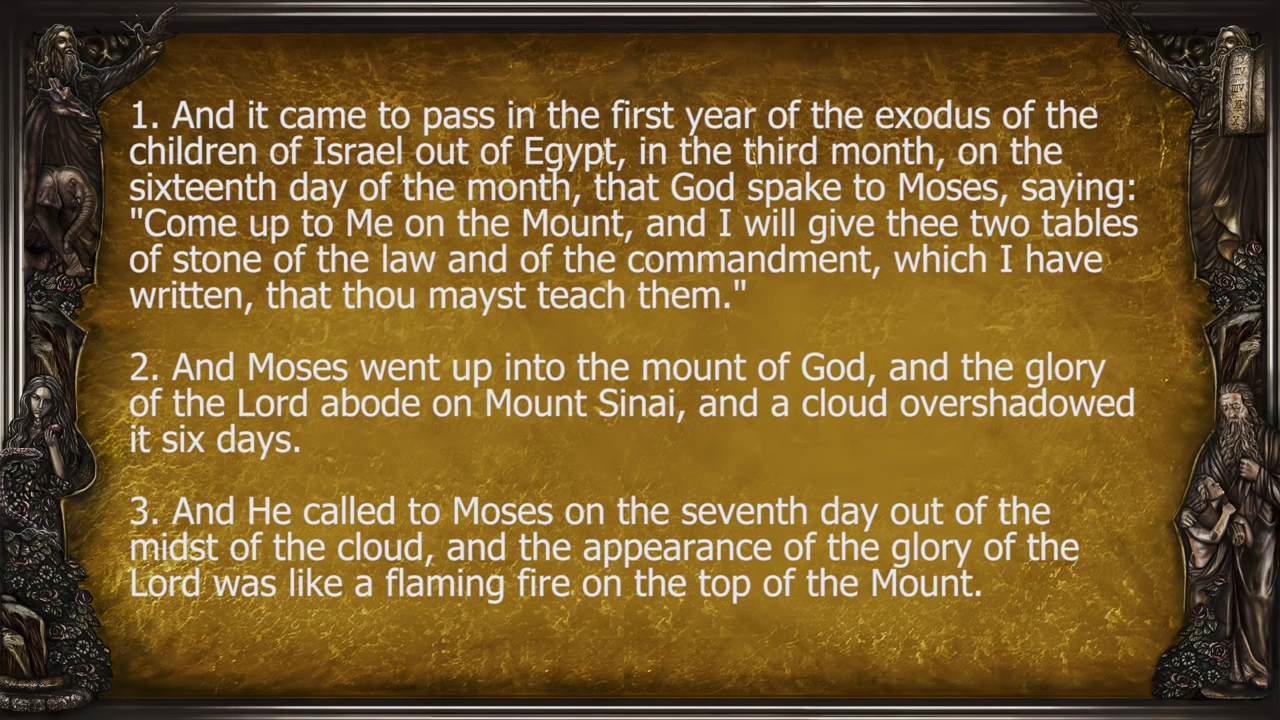 1. And it came to pass in the first year of the exodus of the
children of Israel out of Egypt, in the third month, on the
sixteenth day of the month, that God spake to Moses, saying:
"Come up to Me on the Mount, and I will give thee two tables
of stone of the law and of the commandment, which I have
written, that thou mayst teach them."
2. And Moses went up into the mount of God, and the glory
of the Lord abode on Mount Sinai, and a cloud overshadowed
it six days.
3. And He called to Moses on the seventh day out of the
midst of the cloud, and the appearance of the glory of the
Lord was like a flaming fire on the top of the Mount.